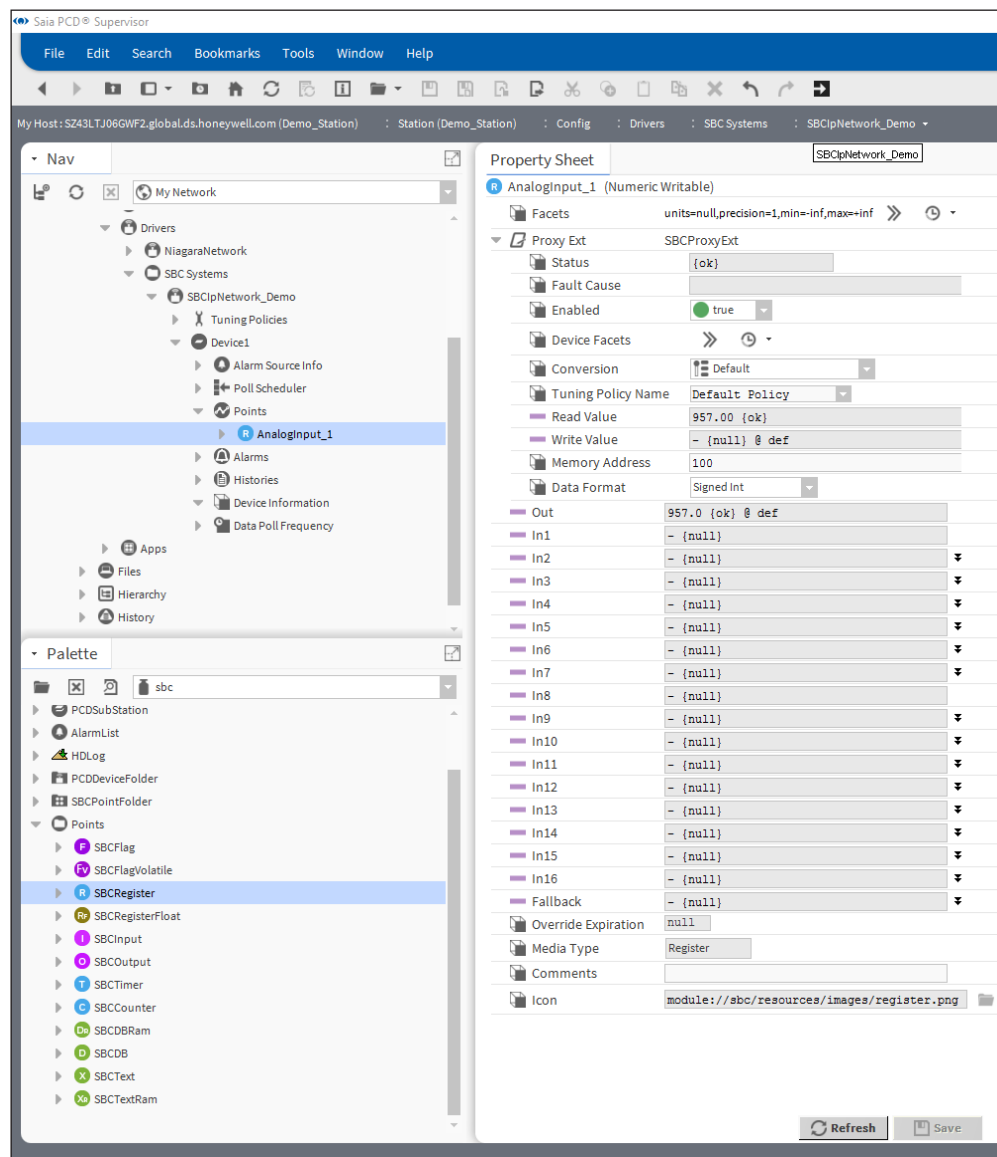 Saia PCD® Supervisor
File Edit Search Bookmarks Tools Window Help
My Host : SZ43LTJ06GWF2.global.ds.honeywell.com (Demo_Station) : Station (Demo_Station) : Config : Drivers : SBC Systems : SBCIpNetwork_Demo
SBCIpNetwork_Demo
Nav
My Network
Drivers
NiagaraNetwork
SBC Systems
SBCIpNetwork_Demo
Tuning Policies
Device1
Alarm Source Info
Poll Scheduler
Points
R AnalogInput_1
Alarms
Histories
Device Information
Data Poll Frequency
Apps
Files
Hierarchy
History
Palette
sbc
PCDSubStation
AlarmList
HDLog
PCDDeviceFolder
SBCPointFolder
Points
F SBCFlag
Fv SBCFlagVolatile
R SBCRegister
RF SBCRegisterFloat
I SBCInput
O SBCOutput
T SBCTimer
C SBCCounter
DR SBCDBRam
D SBCDB
X SBCText
XR SBCTextRam
Property Sheet
R AnalogInput_1 (Numeric Writable)
Facets units=null,precision=1,min=-inf,max=+inf
Proxy Ext SBCProxyExt
Status {ok}
Fault Cause
Enabled true
Device Facets
Conversion Default
Tuning Policy Name Default Policy
Read Value 957.00 {ok}
Write Value - {null} @ def
Memory Address 100
Data Format Signed Int
Out 957.0 {ok} @ def
In1 - {null}
In2 - {null}
In3 - {null}
In4 - {null}
In5 - {null}
In6 - {null}
In7 - {null}
In8 - {null}
In9 - {null}
In10 - {null}
In11 - {null}
In12 - {null}
In13 - {null}
In14 - {null}
In15 - {null}
In16 - {null}
Fallback - {null}
Override Expiration null
Media Type Register
Comments
Icon module://sbc/resources/images/register.png
Refresh Save